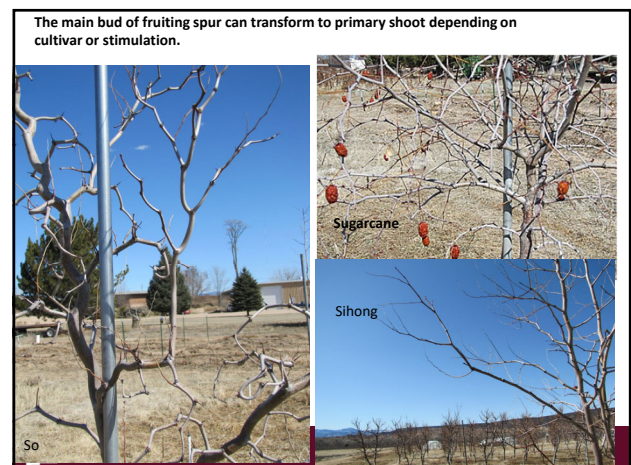 The main bud of fruiting spur can transform to primary shoot depending on
cultivar or stimulation.
Sugarcane
Sihong
So